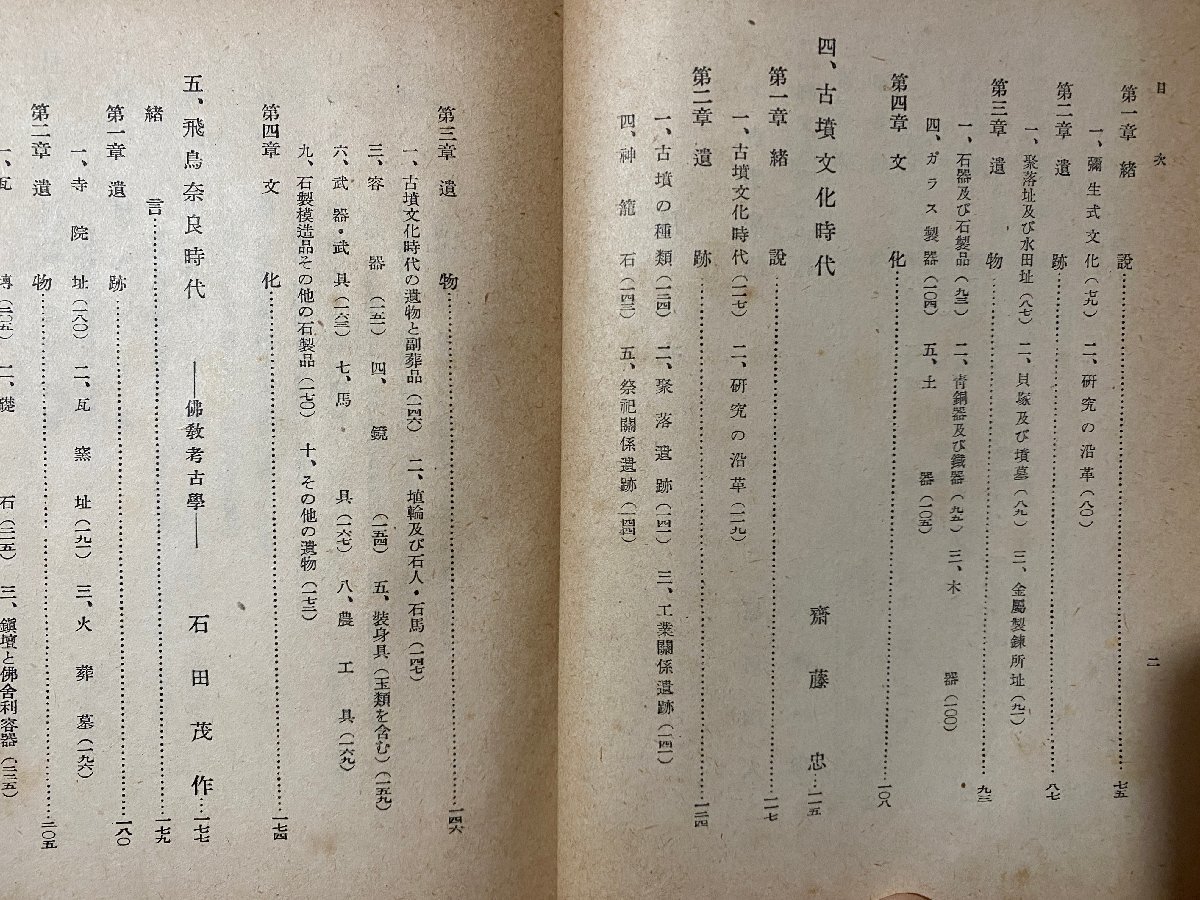 目次
二
第一章 緒說……七五
一、彌生式文化(七九) 二、硏究の沿革(八〇)
第二章 遺跡……八七
一、聚落址及び水田址(八七) 二、貝塚及び墳墓(八九) 三、金屬製鍊所址(九二)
第三章 遺物……九三
一、石器及び石製品(九三) 二、靑銅器及び鐵器(九五) 三、木器(一〇〇)
四、ガラス製器(一〇四) 五、土器(一〇五)
第四章 文化……一〇八
四、古墳文化時代 齋藤忠…一一五
第一章 緒說……一一七
一、古墳文化時代(一一七) 二、硏究の沿革(一一九)
第二章 遺跡……一二四
一、古墳の種類(一二四) 二、聚落遺跡(一四一) 三、工業關係遺跡(一四二)
四、神籠石(一四三) 五、祭祀關係遺跡(一四四)
第三章 遺物……一四六
一、古墳文化時代の遺物と副葬品(一四六) 二、埴輪及び石人・石馬(一四七)
三、容器(一五一) 四、鏡(一五四) 五、裝身具(玉類を含む)(一五九)
六、武器・武具(一六三) 七、馬具(一六七) 八、農工具(一六九)
九、石製模造品その他の石製品(一七〇) 十、その他の遺物(一七二)
第四章 文化……一七四
五、飛鳥奈良時代 ―佛敎考古學― 石田茂作…一七七
緒言……一七九
第一章 遺跡……一八〇
一、寺院址(一八〇) 二、瓦窯址(一九一) 三、火葬墓(一九六)
第二章 遺物……二〇五
一、瓦塼(二〇五) 二、礎石(二一五) 三、鎭壇と佛舍利容器(二二五)